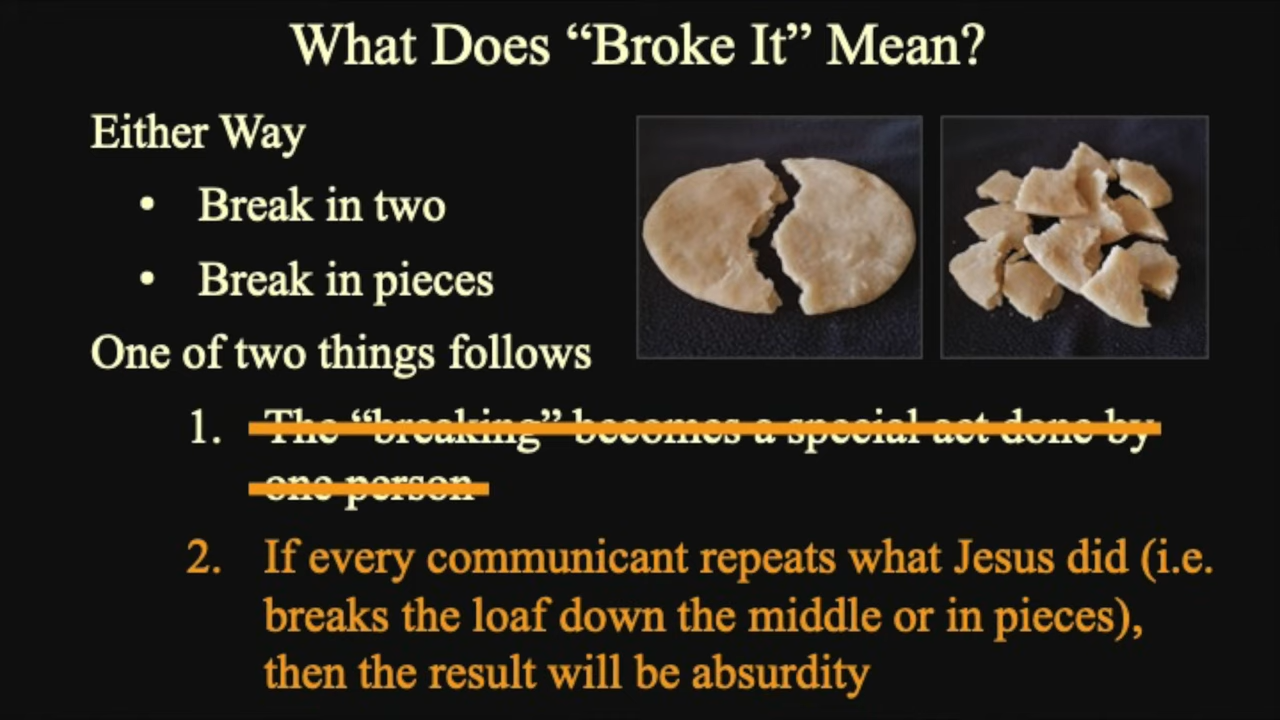 What Does “Broke It” Mean?
Either Way
• Break in two
• Break in pieces
One of two things follows
1. The “breaking” becomes a special act done by
one person
2. If every communicant repeats what Jesus did (i.e.
breaks the loaf down the middle or in pieces),
then the result will be absurdity